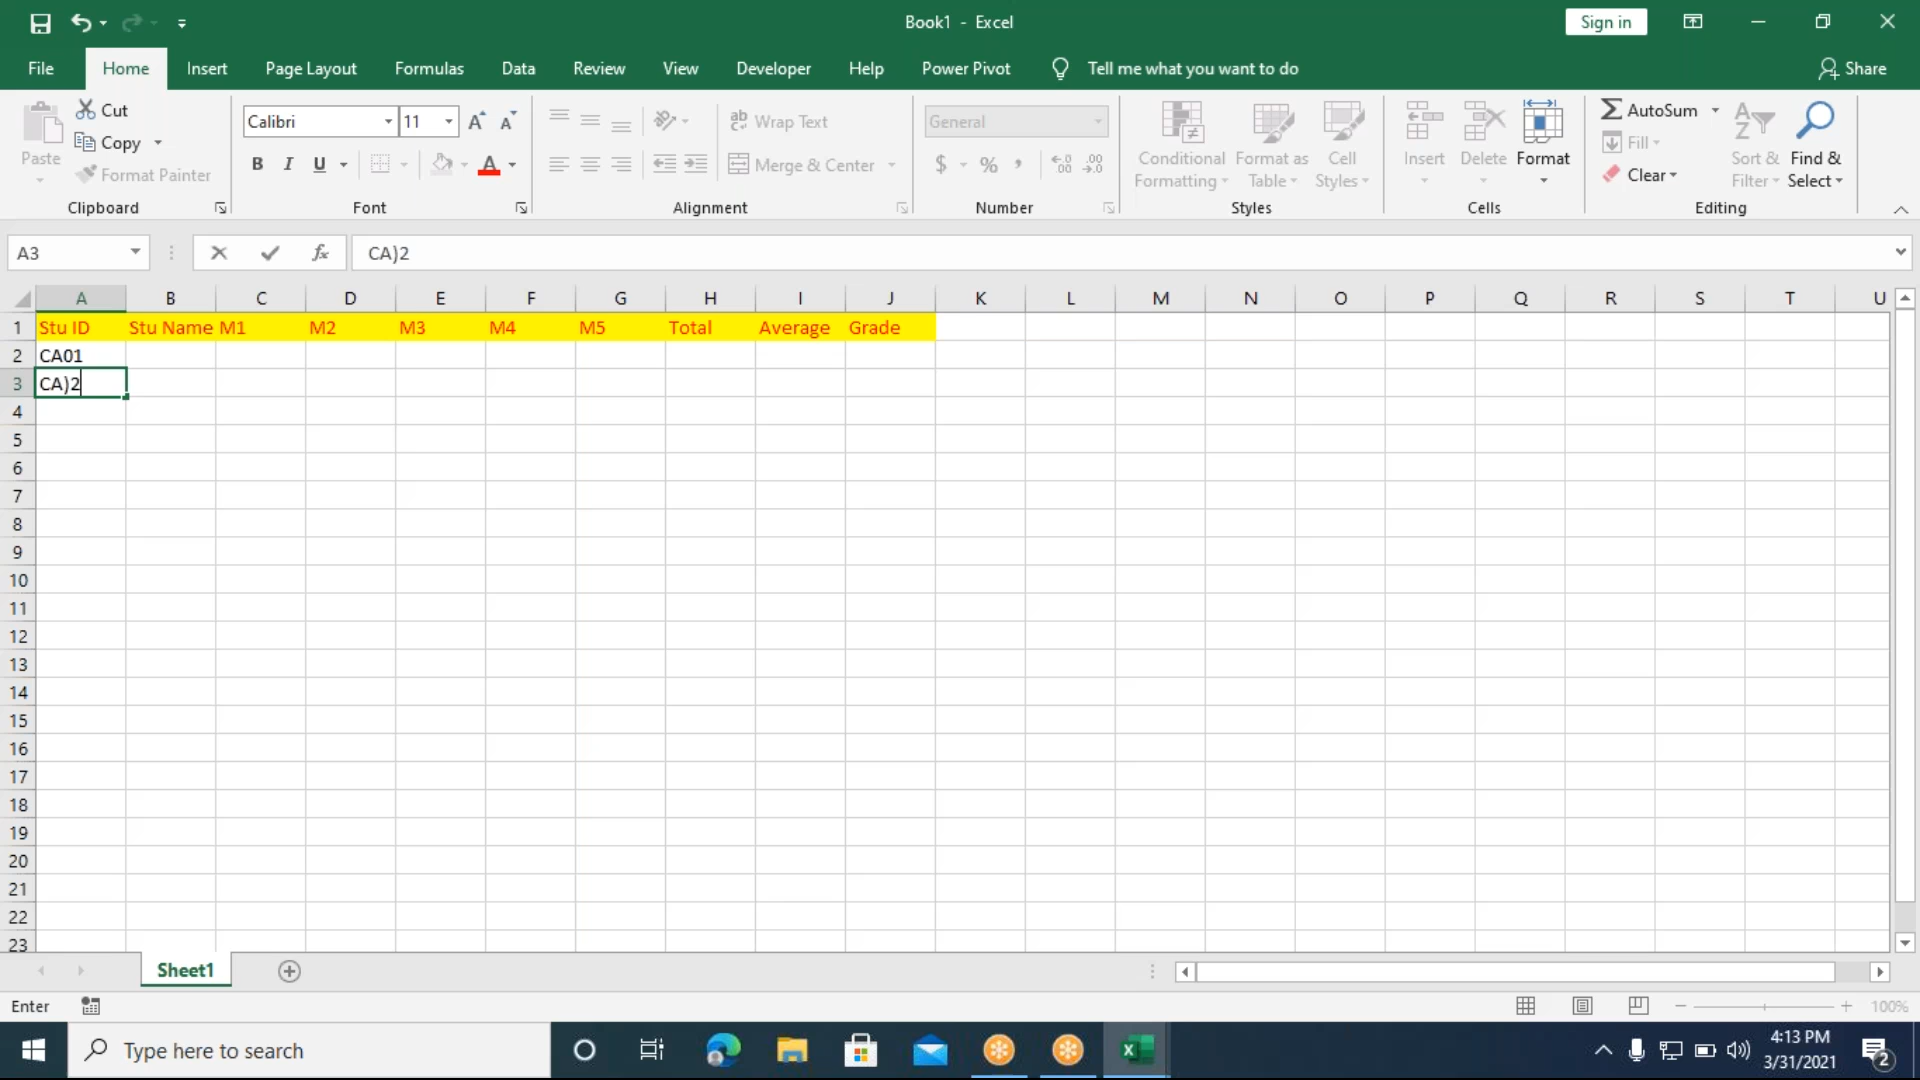 Book1 - Excel
Sign in
File Home Insert Page Layout Formulas Data Review View Developer Help Power Pivot Tell me what you want to do Share
Paste Cut
Copy
Format Painter
Clipboard
Calibri 11 A A
B I U A
Font
ab Wrap Text
Merge & Center
Alignment
General
$ % , .0 .00
Number
Conditional Formatting
Format as Table
Cell Styles
Styles
Insert Delete Format
Cells
AutoSum
Fill
Clear
Sort & Filter
Find & Select
Editing
A3 fx CA)2
A B C D E F G H I J K L M N O P Q R S T U
1 Stu ID Stu Name M1 M2 M3 M4 M5 Total Average Grade
2 CA01
3 CA)2
4
5
6
7
8
9
10
11
12
13
14
15
16
17
18
19
20
21
22
23
Sheet1
Enter 100%
Type here to search
4:13 PM
3/31/2021
2